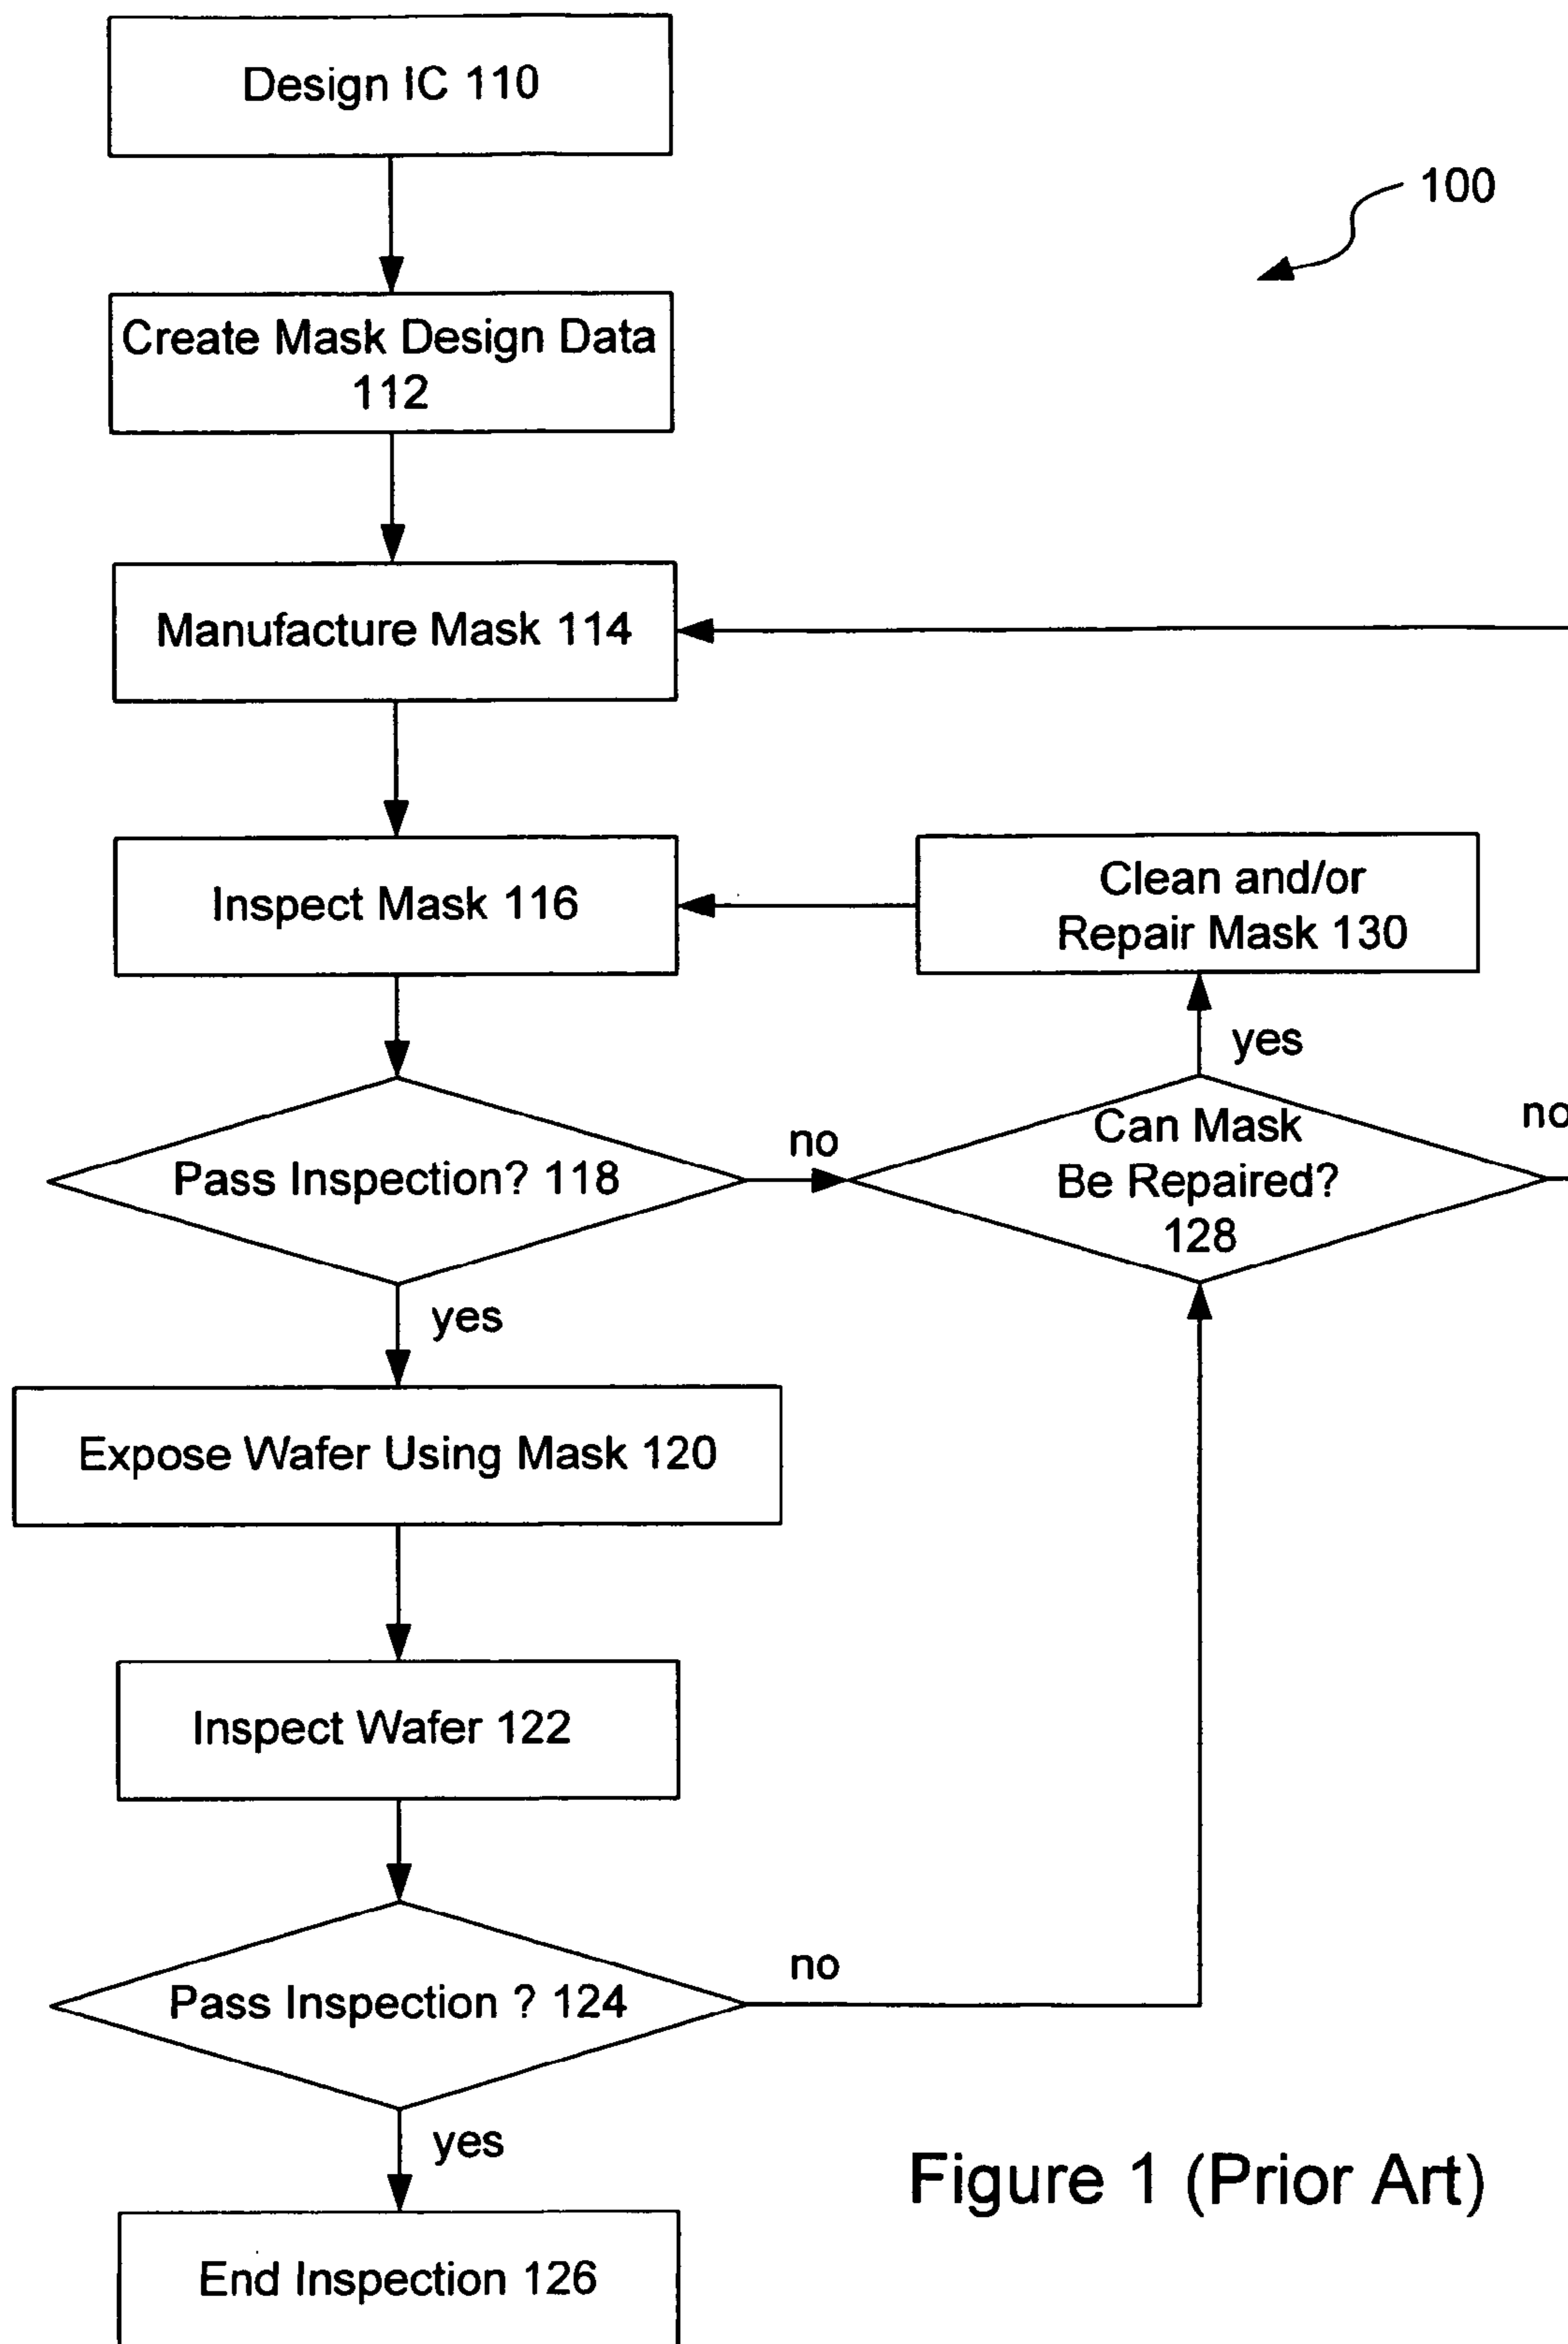 Design IC 110
100
Create Mask Design Data
112
Manufacture Mask 114
Inspect Mask 116
Clean and/or
Repair Mask 130
yes
Pass Inspection? 118
no
Can Mask
Be Repaired?
128
no
yes
Expose Wafer Using Mask 120
Inspect Wafer 122
Pass Inspection ? 124
no
yes
Figure 1 (Prior Art)
End Inspection 126